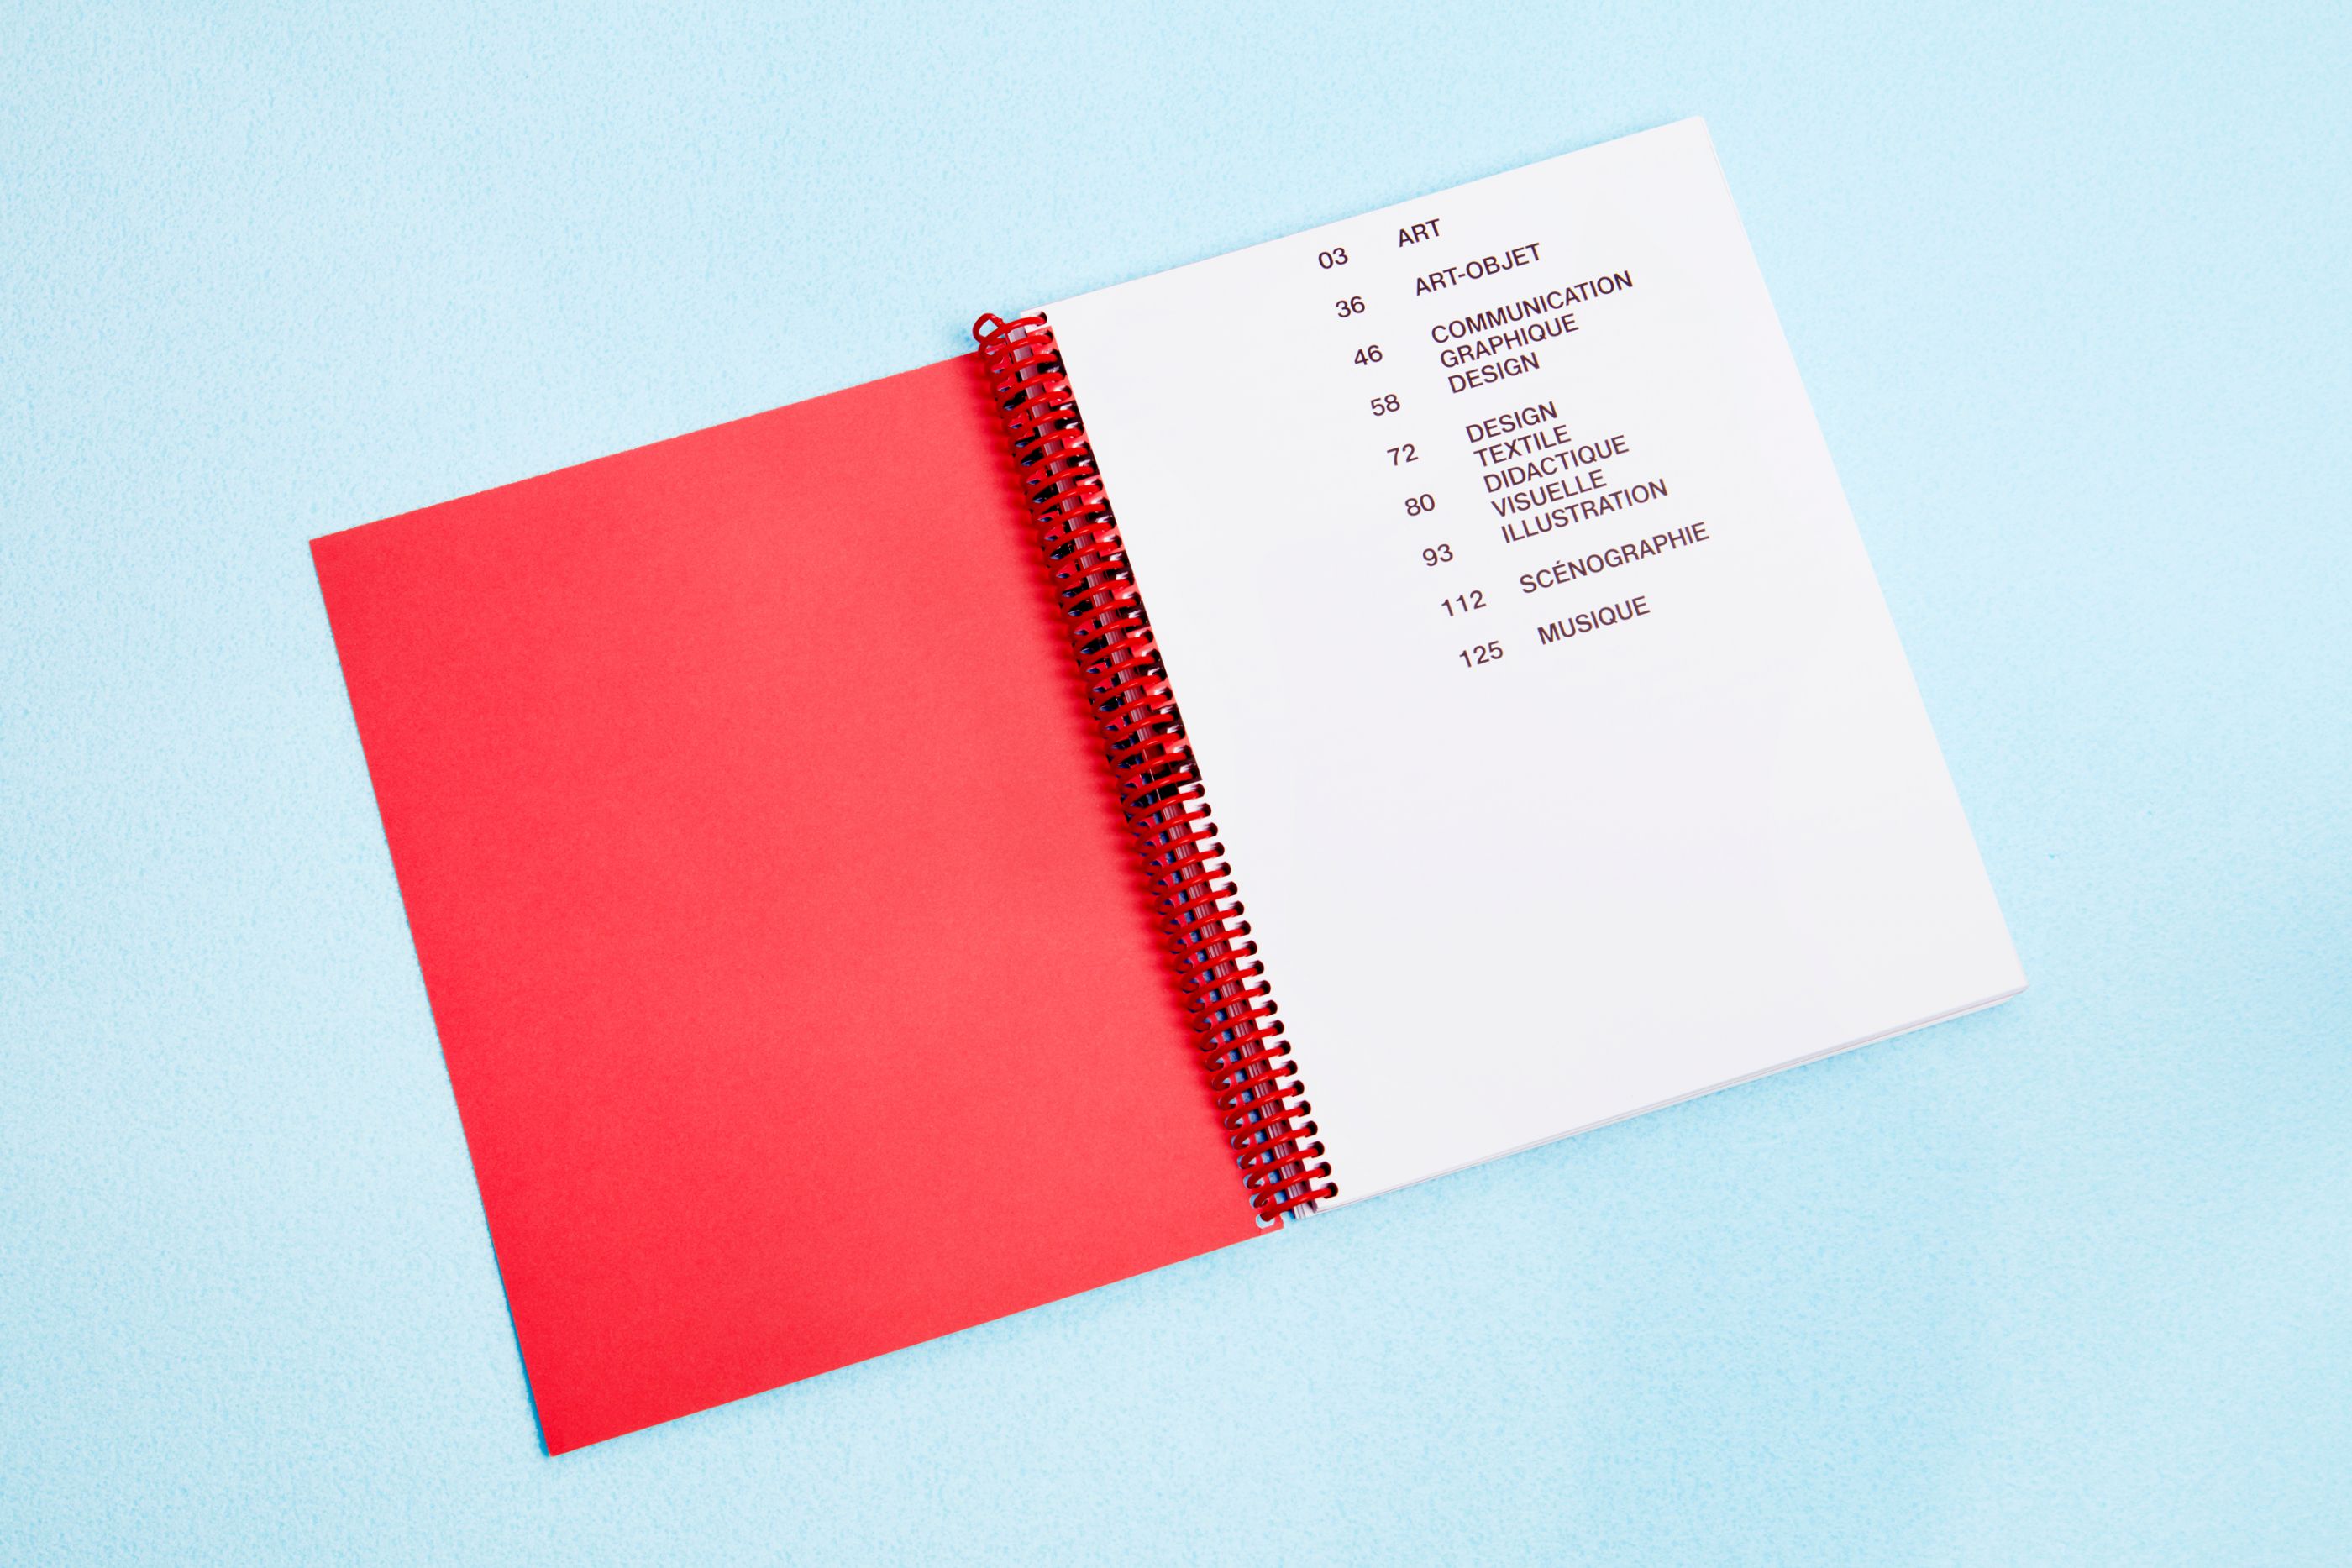 03 ART
36 ART-OBJET
46 COMMUNICATION
GRAPHIQUE
58 DESIGN
72 DESIGN
TEXTILE
80 DIDACTIQUE
VISUELLE
93 ILLUSTRATION
112 SCÉNOGRAPHIE
125 MUSIQUE